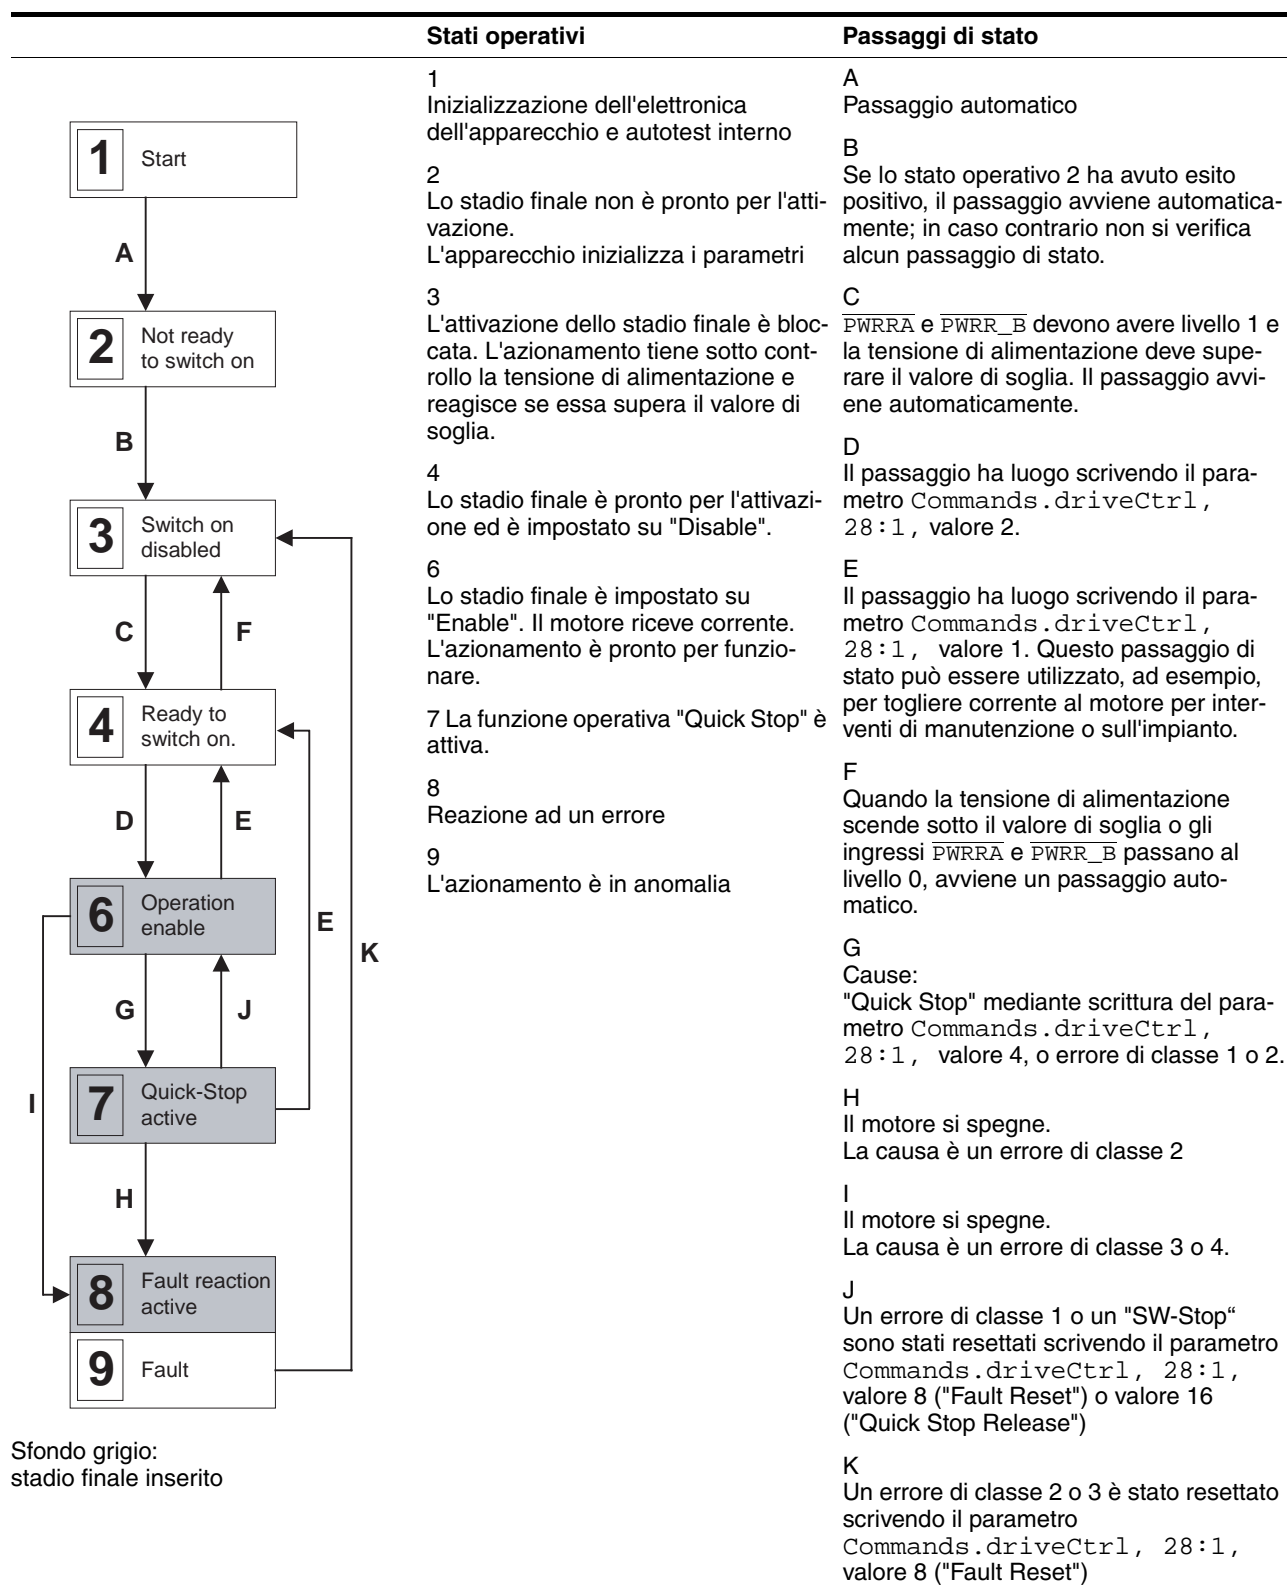 Stati operativi
Passaggi di stato
1 Start
A
2 Not ready
to switch on
B
3 Switch on
disabled
C
F
4 Ready to
switch on.
D
E
6 Operation
enable
E
K
G
J
7 Quick-Stop
active
I
H
8 Fault reaction
active
9 Fault
Sfondo grigio:
stadio finale inserito
1
Inizializzazione dell'elettronica
dell'apparecchio e autotest interno
2
Lo stadio finale non è pronto per l'atti-
vazione.
L'apparecchio inizializza i parametri
3
L'attivazione dello stadio finale è bloc-
cata. L'azionamento tiene sotto cont-
rollo la tensione di alimentazione e
reagisce se essa supera il valore di
soglia.
4
Lo stadio finale è pronto per l'attivazi-
one ed è impostato su "Disable".
6
Lo stadio finale è impostato su
"Enable". Il motore riceve corrente.
L'azionamento è pronto per funzio-
nare.
7 La funzione operativa "Quick Stop" è
attiva.
8
Reazione ad un errore
9
L'azionamento è in anomalia
A
Passaggio automatico
B
Se lo stato operativo 2 ha avuto esito
positivo, il passaggio avviene automatica-
mente; in caso contrario non si verifica
alcun passaggio di stato.
C
PWRRA e PWRR_B devono avere livello 1 e
la tensione di alimentazione deve supe-
rare il valore di soglia. Il passaggio avvi-
ene automaticamente.
D
Il passaggio ha luogo scrivendo il para-
metro Commands.driveCtrl,
28:1, valore 2.
E
Il passaggio ha luogo scrivendo il para-
metro Commands.driveCtrl,
28:1, valore 1. Questo passaggio di
stato può essere utilizzato, ad esempio,
per togliere corrente al motore per inter-
venti di manutenzione o sull'impianto.
F
Quando la tensione di alimentazione
scende sotto il valore di soglia o gli
ingressi PWRRA e PWRR_B passano al
livello 0, avviene un passaggio auto-
matico.
G
Cause:
"Quick Stop" mediante scrittura del para-
metro Commands.driveCtrl,
28:1, valore 4, o errore di classe 1 o 2.
H
Il motore si spegne.
La causa è un errore di classe 2
I
Il motore si spegne.
La causa è un errore di classe 3 o 4.
J
Un errore di classe 1 o un "SW-Stop“
sono stati resettati scrivendo il parametro
Commands.driveCtrl, 28:1,
valore 8 ("Fault Reset") o valore 16
("Quick Stop Release")
K
Un errore di classe 2 o 3 è stato resettato
scrivendo il parametro
Commands.driveCtrl, 28:1,
valore 8 ("Fault Reset")